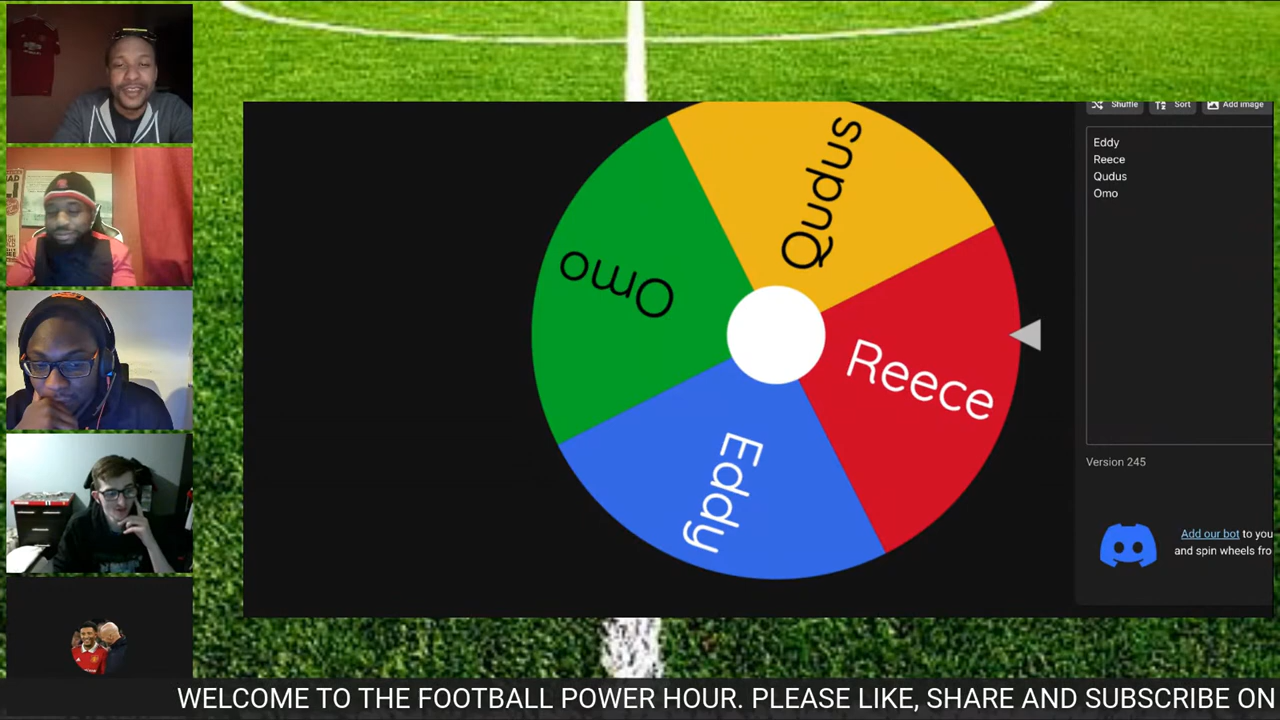 Shuffle
Sort
Add image
Eddy
Reece
Qudus
Omo
Qudus
Omo
Reece
Eddy
Version 245
Add our bot to you
and spin wheels fro
WELCOME TO THE FOOTBALL POWER HOUR. PLEASE LIKE, SHARE AND SUBSCRIBE ON